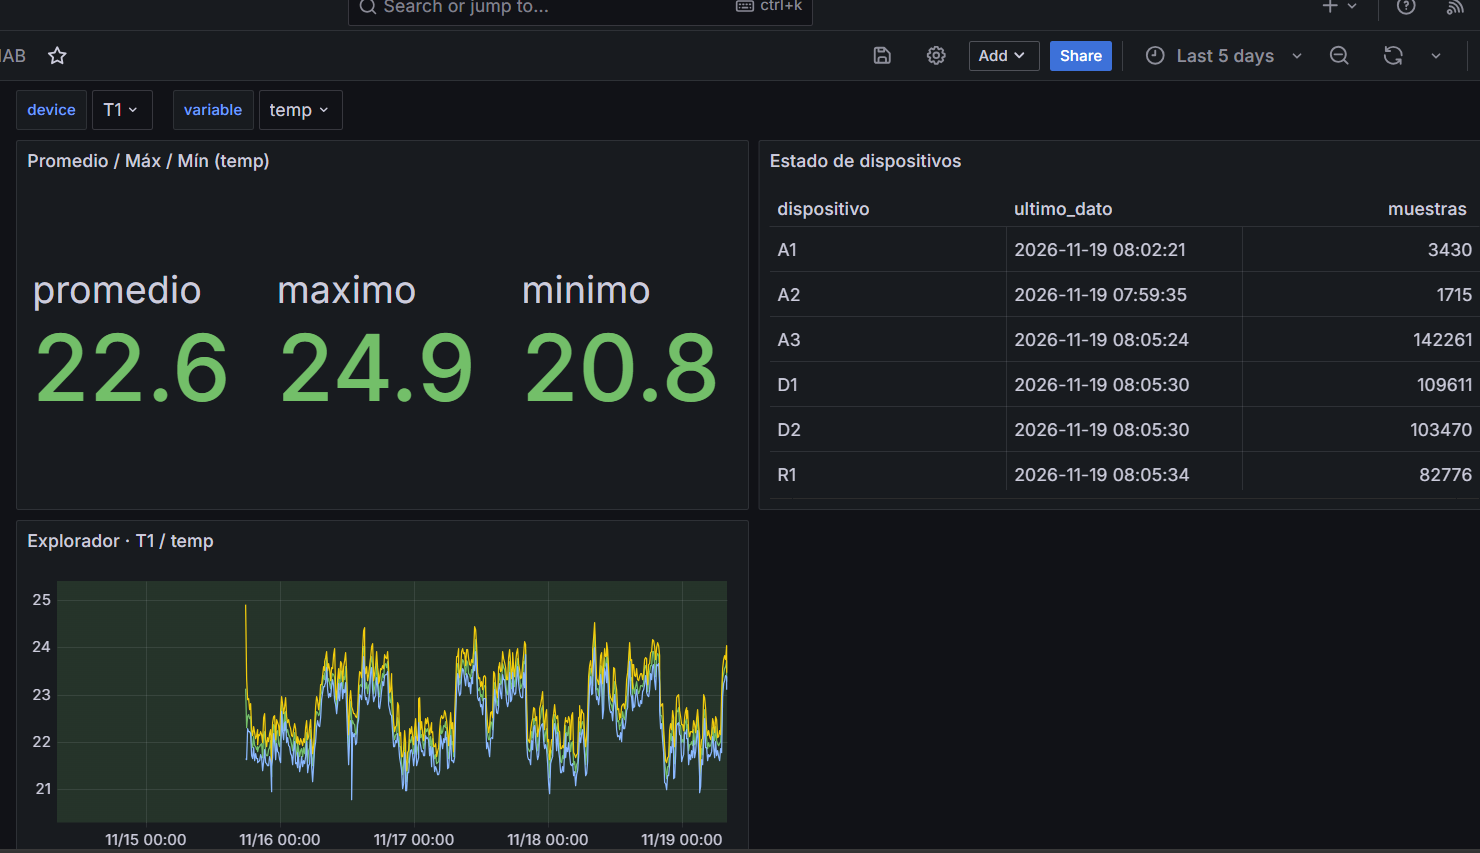 Search or jump to... ctrl+k
IAB Add Share Last 5 days
device T1 variable temp
Promedio / Máx / Mín (temp)
promedio maximo minimo
22.6 24.9 20.8
Estado de dispositivos
dispositivo ultimo_dato muestras
A1 2026-11-19 08:02:21 3430
A2 2026-11-19 07:59:35 1715
A3 2026-11-19 08:05:24 142261
D1 2026-11-19 08:05:30 109611
D2 2026-11-19 08:05:30 103470
R1 2026-11-19 08:05:34 82776
Explorador · T1 / temp
25
24
23
22
21
11/15 00:00 11/16 00:00 11/17 00:00 11/18 00:00 11/19 00:00